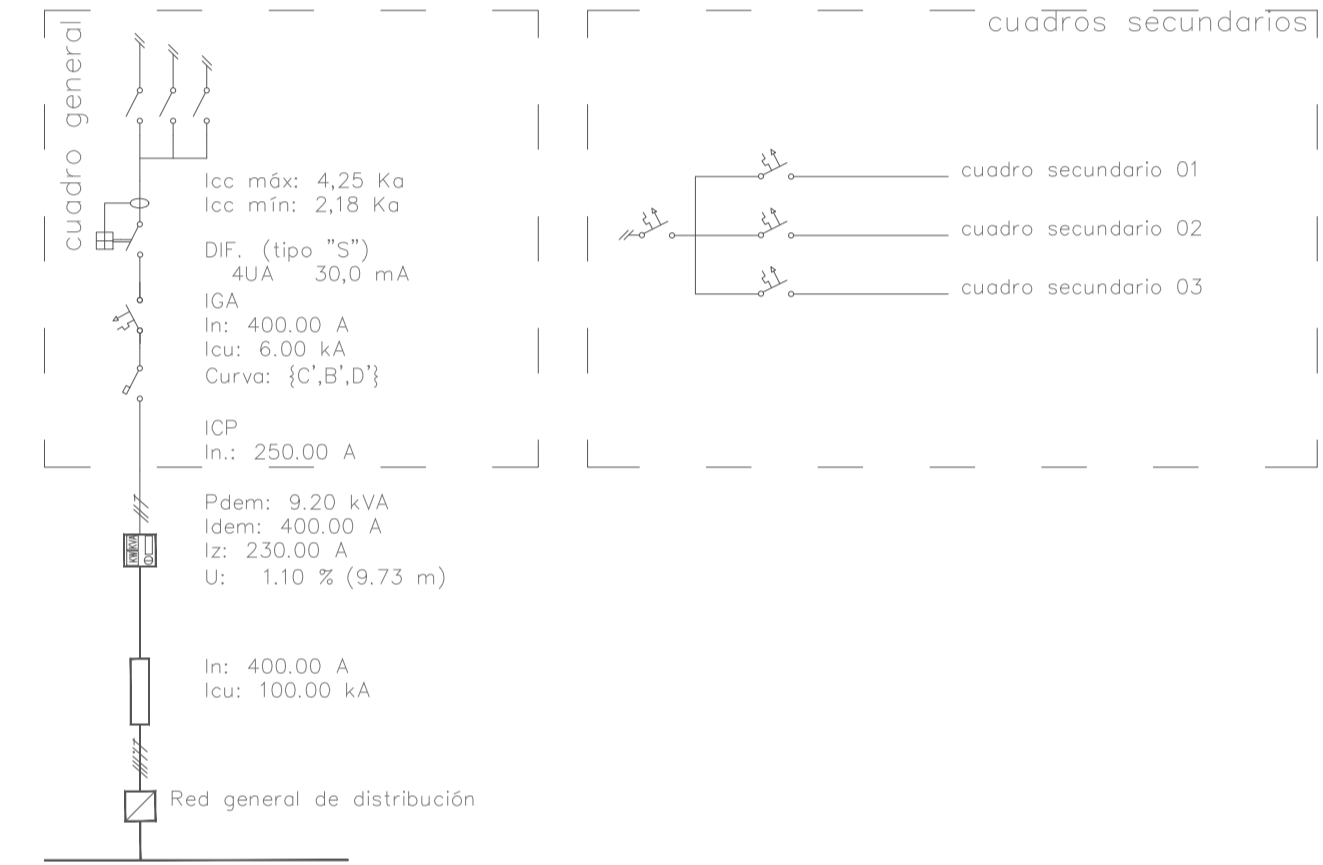 cuadro general
Icc máx: 4,25 Ka
Icc mín: 2,18 Ka
DIF. (tipo "S")
4UA 30,0 mA
IGA
In: 400.00 A
Icu: 6.00 kA
Curva: {C',B',D'}
ICP
In.: 250.00 A
Pdem: 9.20 kVA
Idem: 400.00 A
Iz: 230.00 A
U: 1.10 % (9.73 m)
KW KVA
In: 400.00 A
Icu: 100.00 kA
Red general de distribución
cuadros secundarios
cuadro secundario 01
cuadro secundario 02
cuadro secundario 03